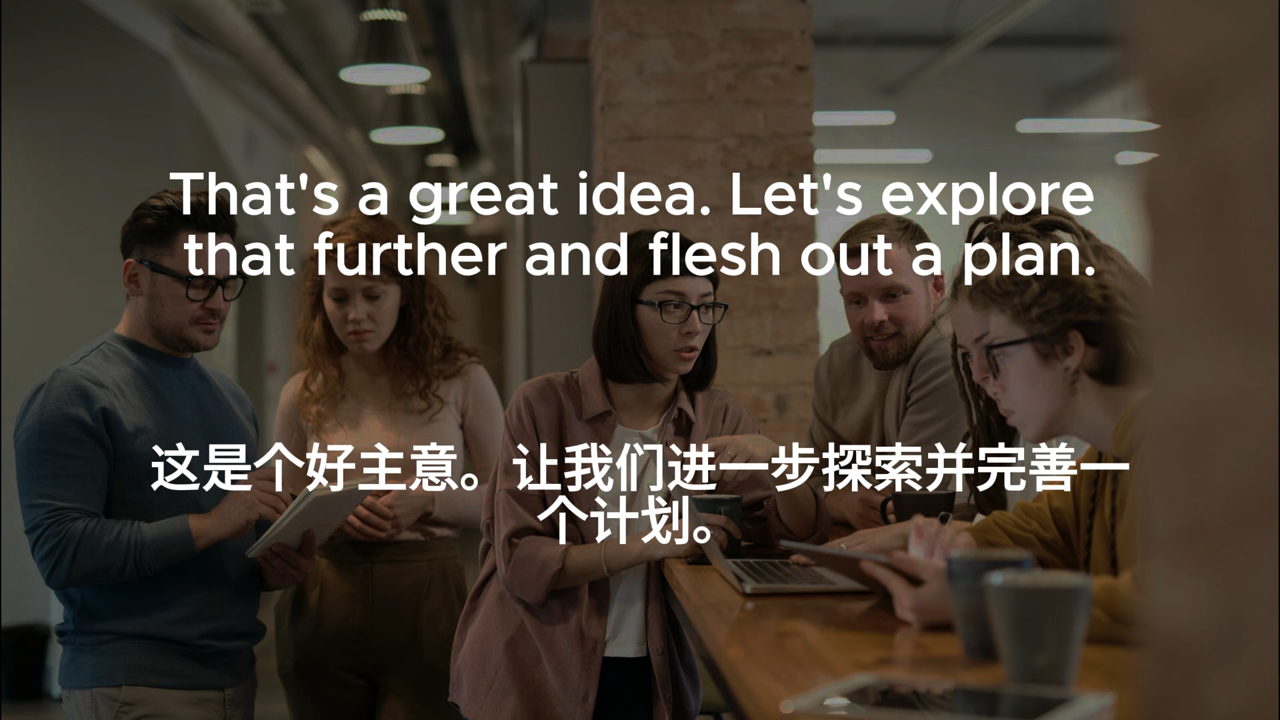 That's a great idea. Let's explore
that further and flesh out a plan.
这是个好主意。让我们进一步探索并完善一
个计划。